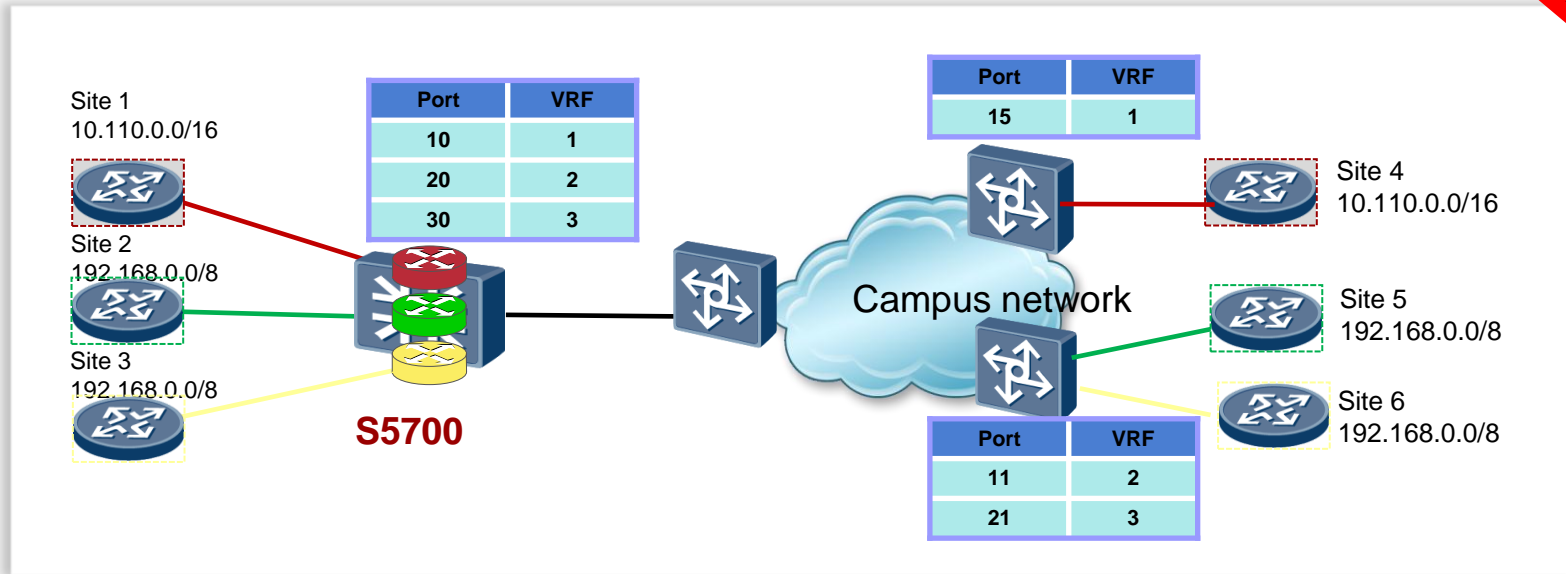 Site 1
10.110.0.0/16
Port VRF
10 1
20 2
30 3
Site 2
192.168.0.0/8
Site 3
192.168.0.0/8
S5700
Campus network
Port VRF
15 1
Site 4
10.110.0.0/16
Site 5
192.168.0.0/8
Site 6
192.168.0.0/8
Port VRF
11 2
21 3